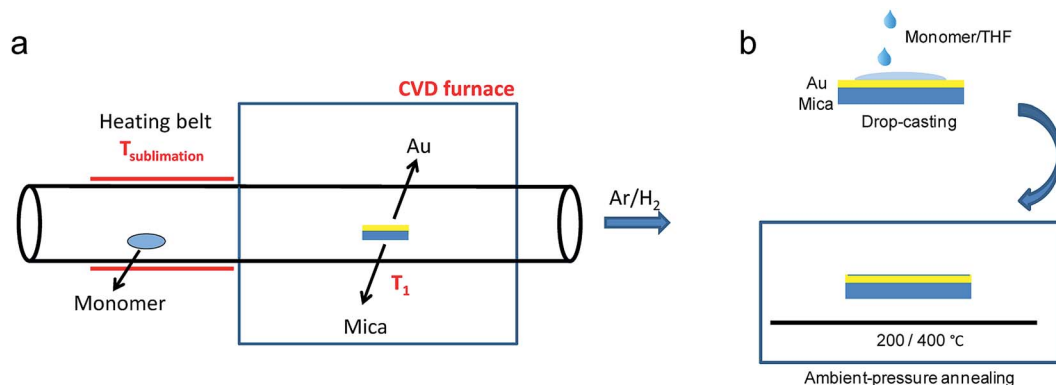 a
CVD furnace
Heating belt
T_sublimation
Au
Ar/H₂
Monomer
T₁
Mica
b
Monomer/THF
Au
Mica
Drop-casting
200 / 400 ℃
Ambient-pressure annealing